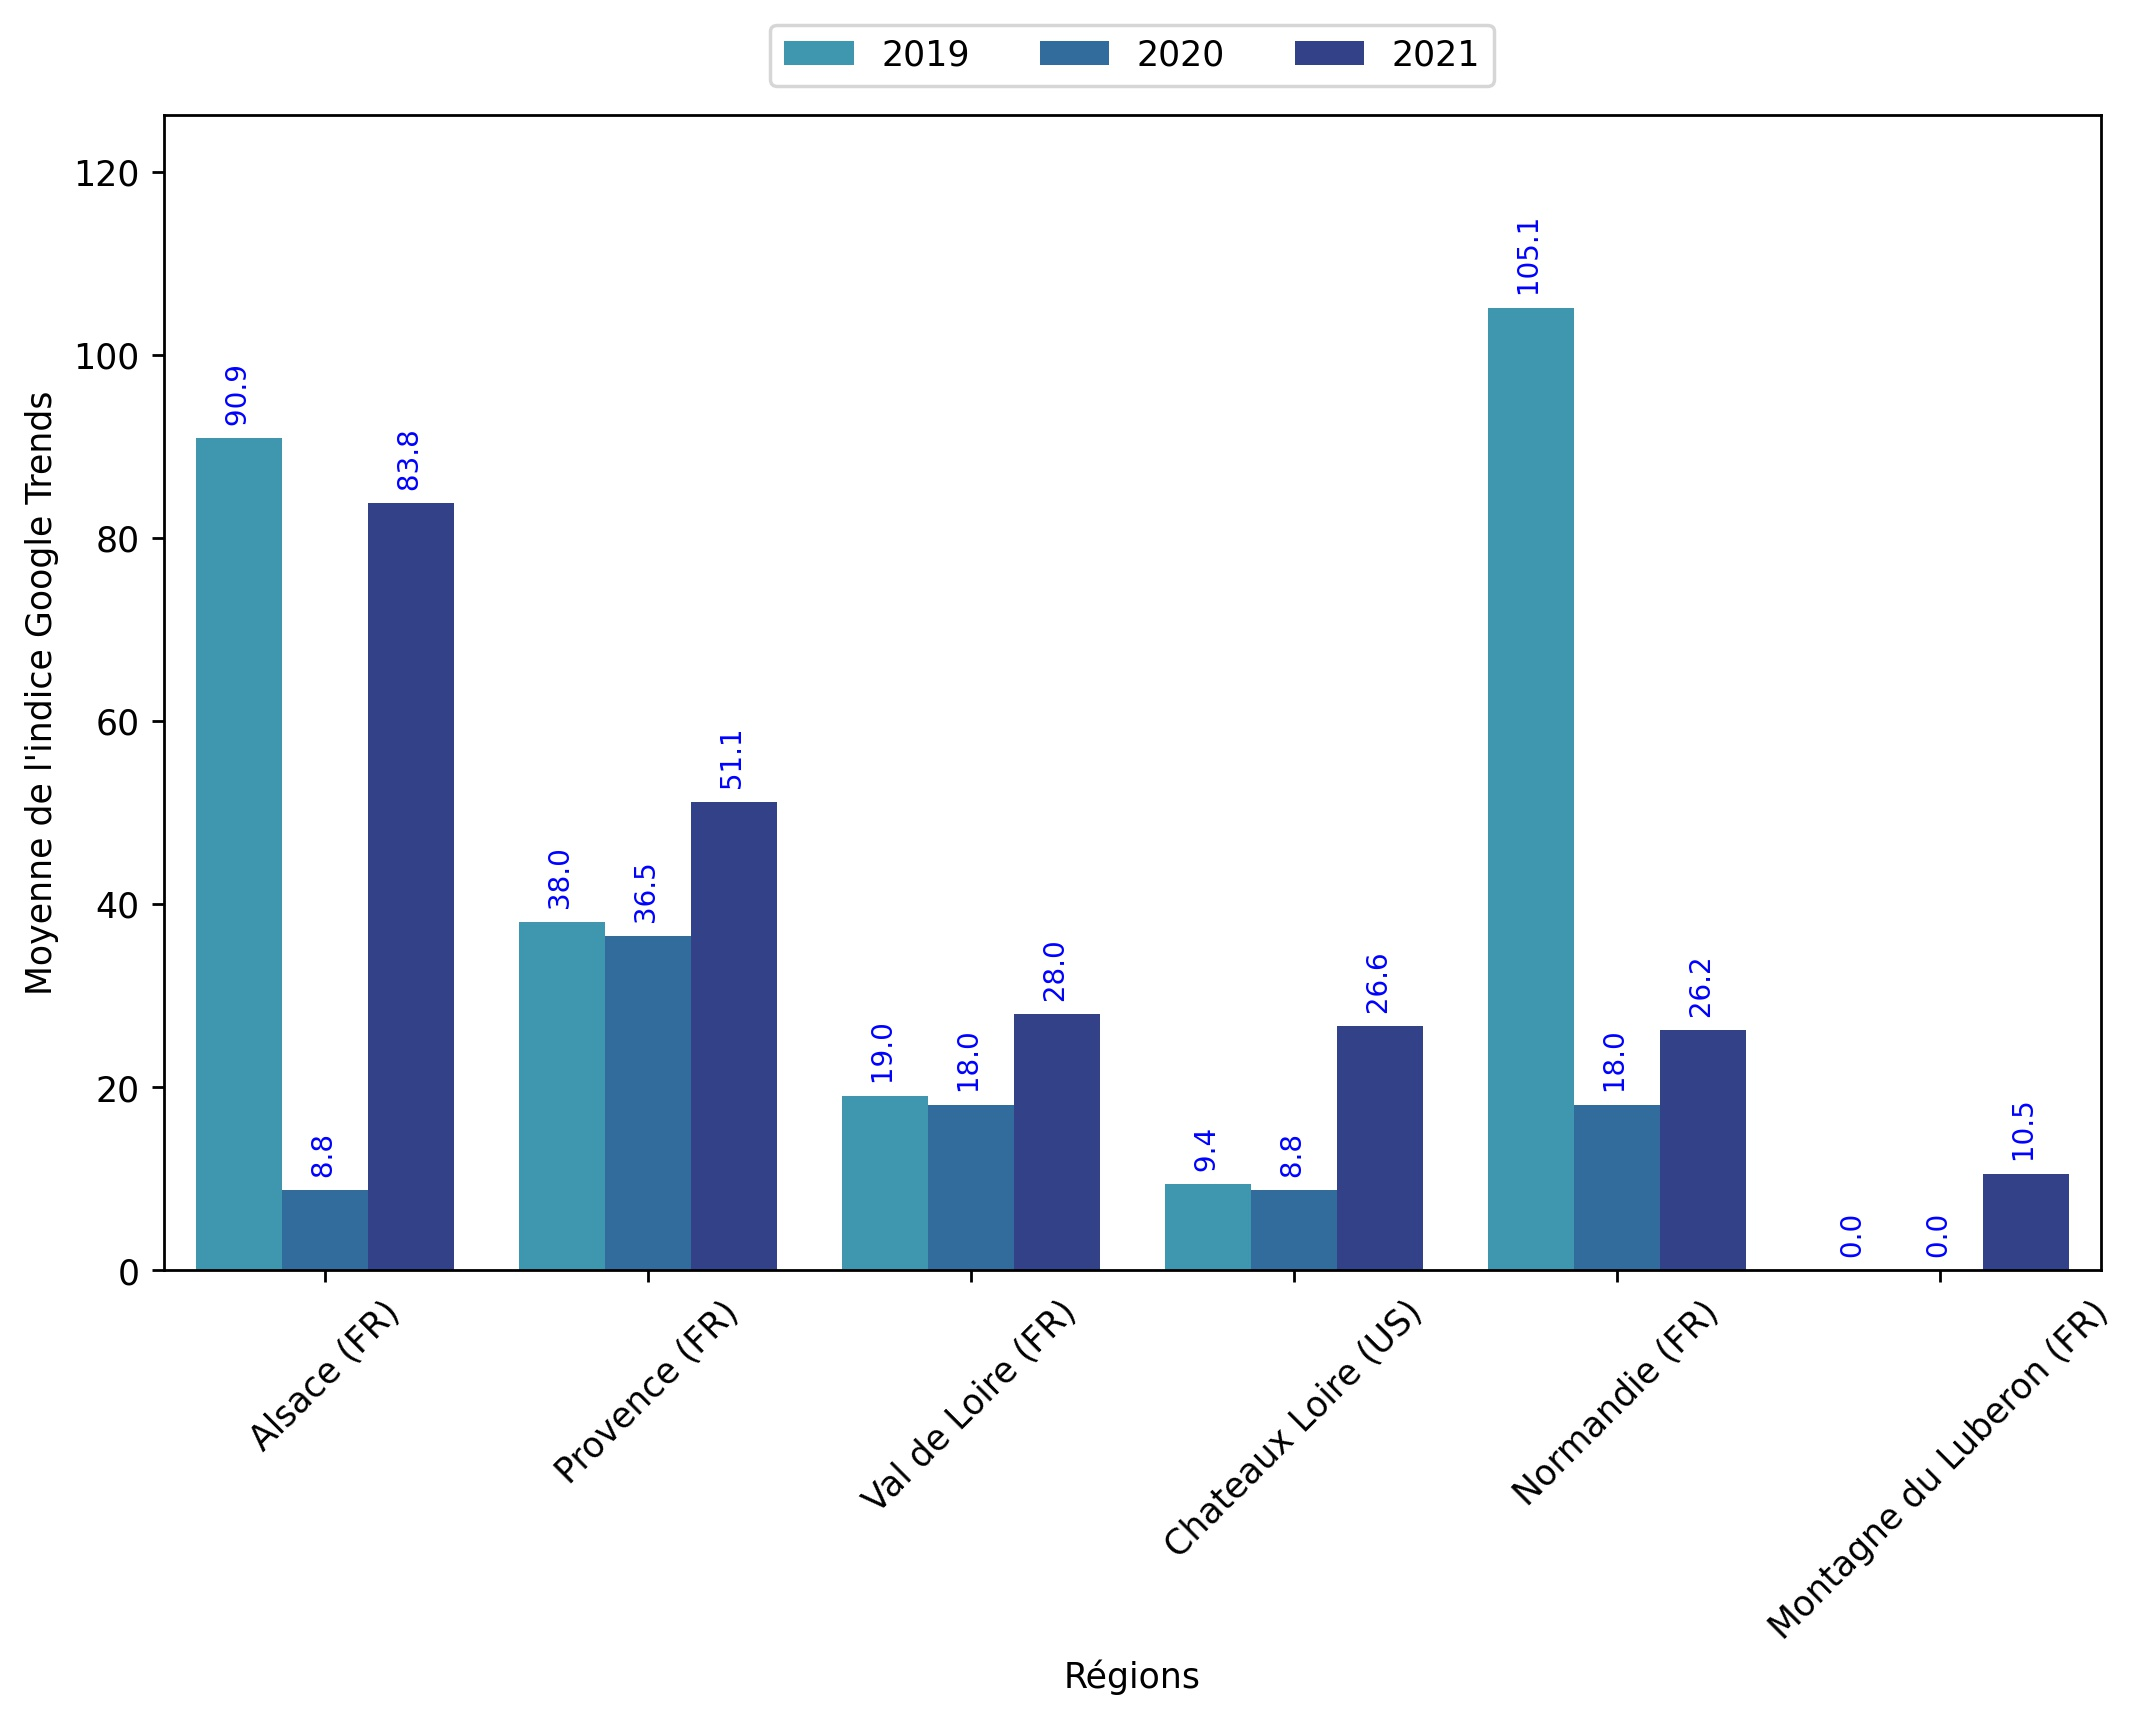 2019 2020 2021
Moyenne de l'indice Google Trends
120
100
80
60
40
20
0
90.9
8.8
83.8
38.0
36.5
51.1
19.0
18.0
28.0
9.4
8.8
26.6
105.1
18.0
26.2
0.0
0.0
10.5
Alsace (FR)
Provence (FR)
Val de Loire (FR)
Chateaux Loire (US)
Normandie (FR)
Montagne du Luberon (FR)
Régions